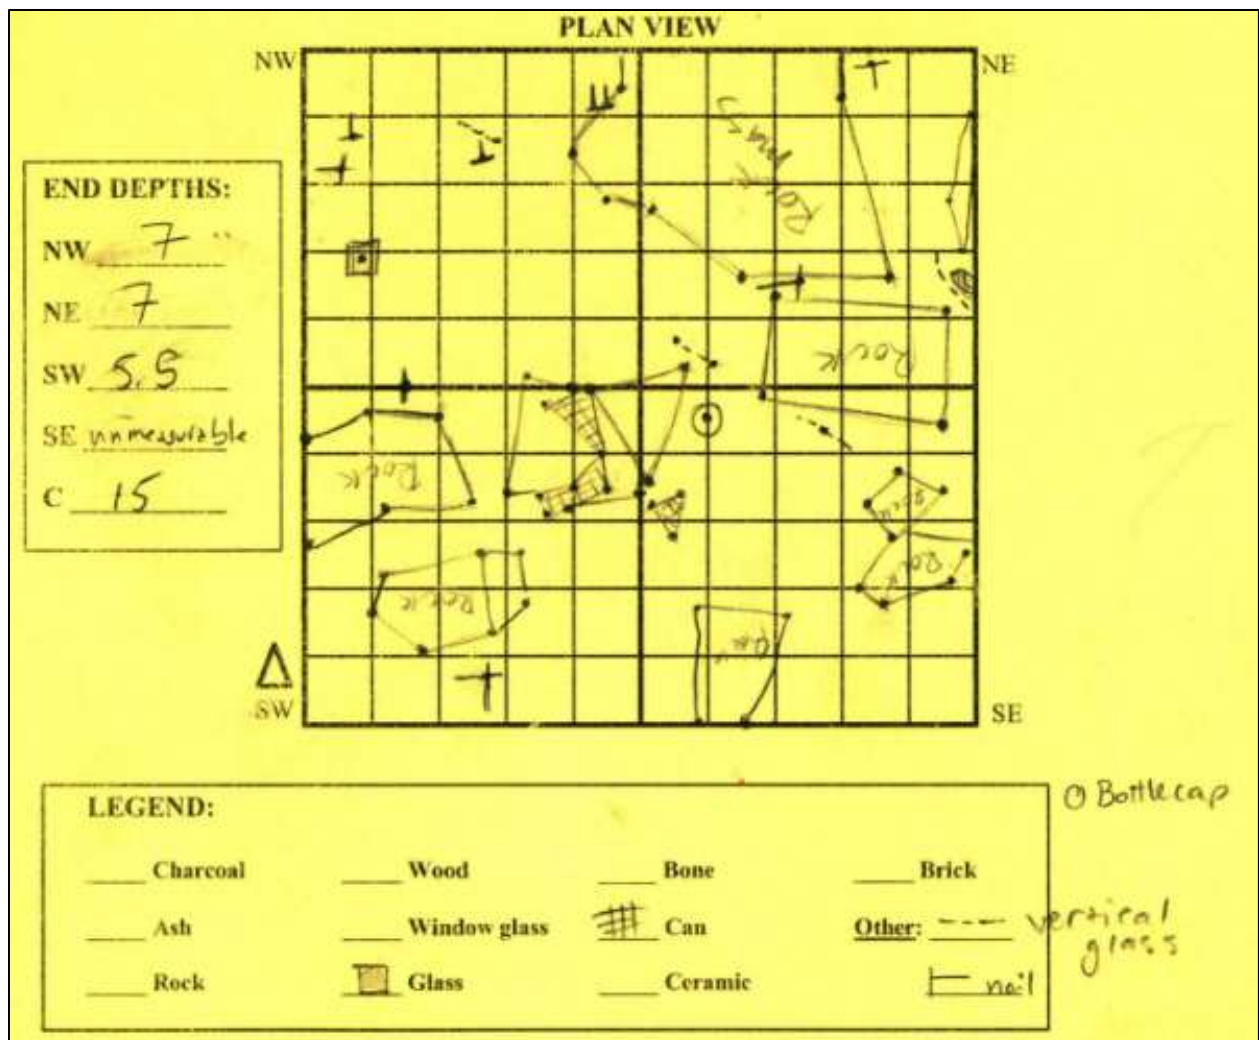 PLAN VIEW
NW
NE
Rock mass
END DEPTHS:
NW 7 "
NE 7
SW 5.5
SE unmeasurable
C 15
Rock
Rock
Rock
Rock
Rock
SW
SE
LEGEND:
O Bottlecap
Charcoal
Wood
Bone
Brick
Ash
Window glass
Can
Other: ---- vertical glass
Rock
Glass
Ceramic
nail